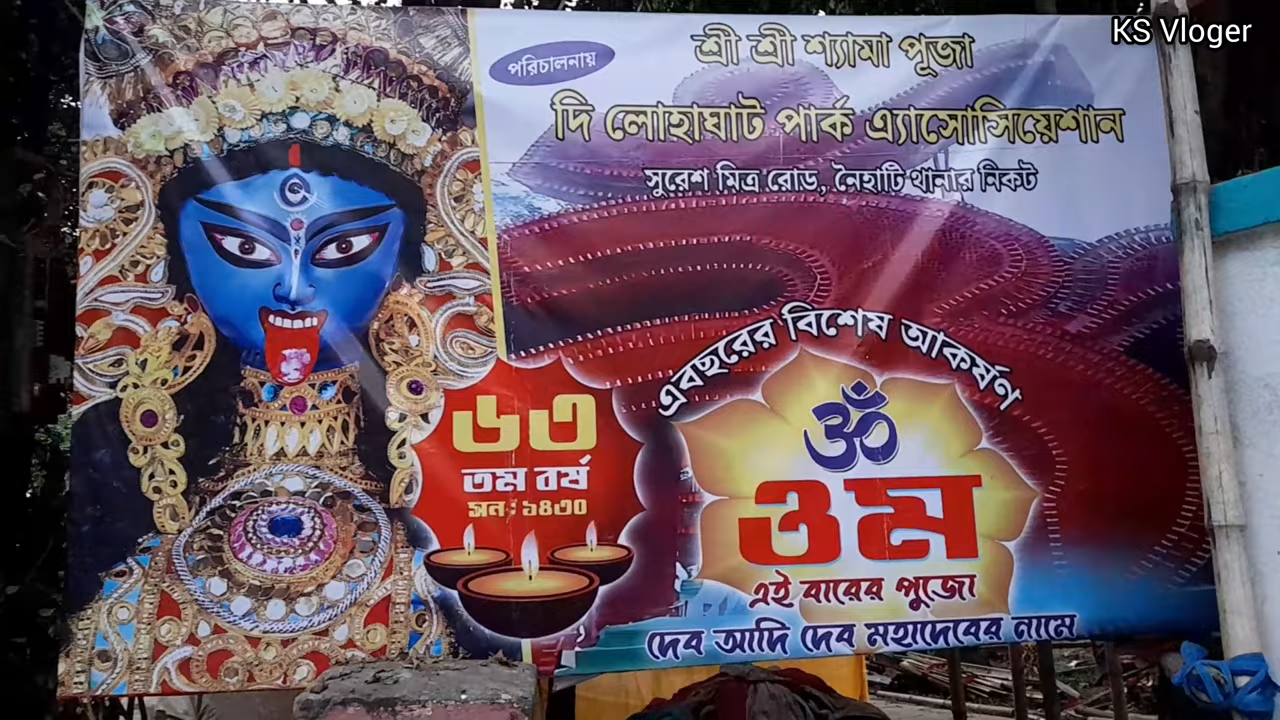 KS Vloger
শ্রী শ্রী শ্যামা পূজা
পরিচালনায়
দি লোহাঘাট পার্ক এ্যাসোসিয়েশান
সুরেশ মিত্র রোড, নৈহাটি থানার নিকট
এবছরের বিশেষ আকর্ষণ
৬৩
তম বর্ষ
সন : ১৪৩০
ॐ
ওম
এই বারের পুজো
দেব আদি দেব মহাদেবের নামে